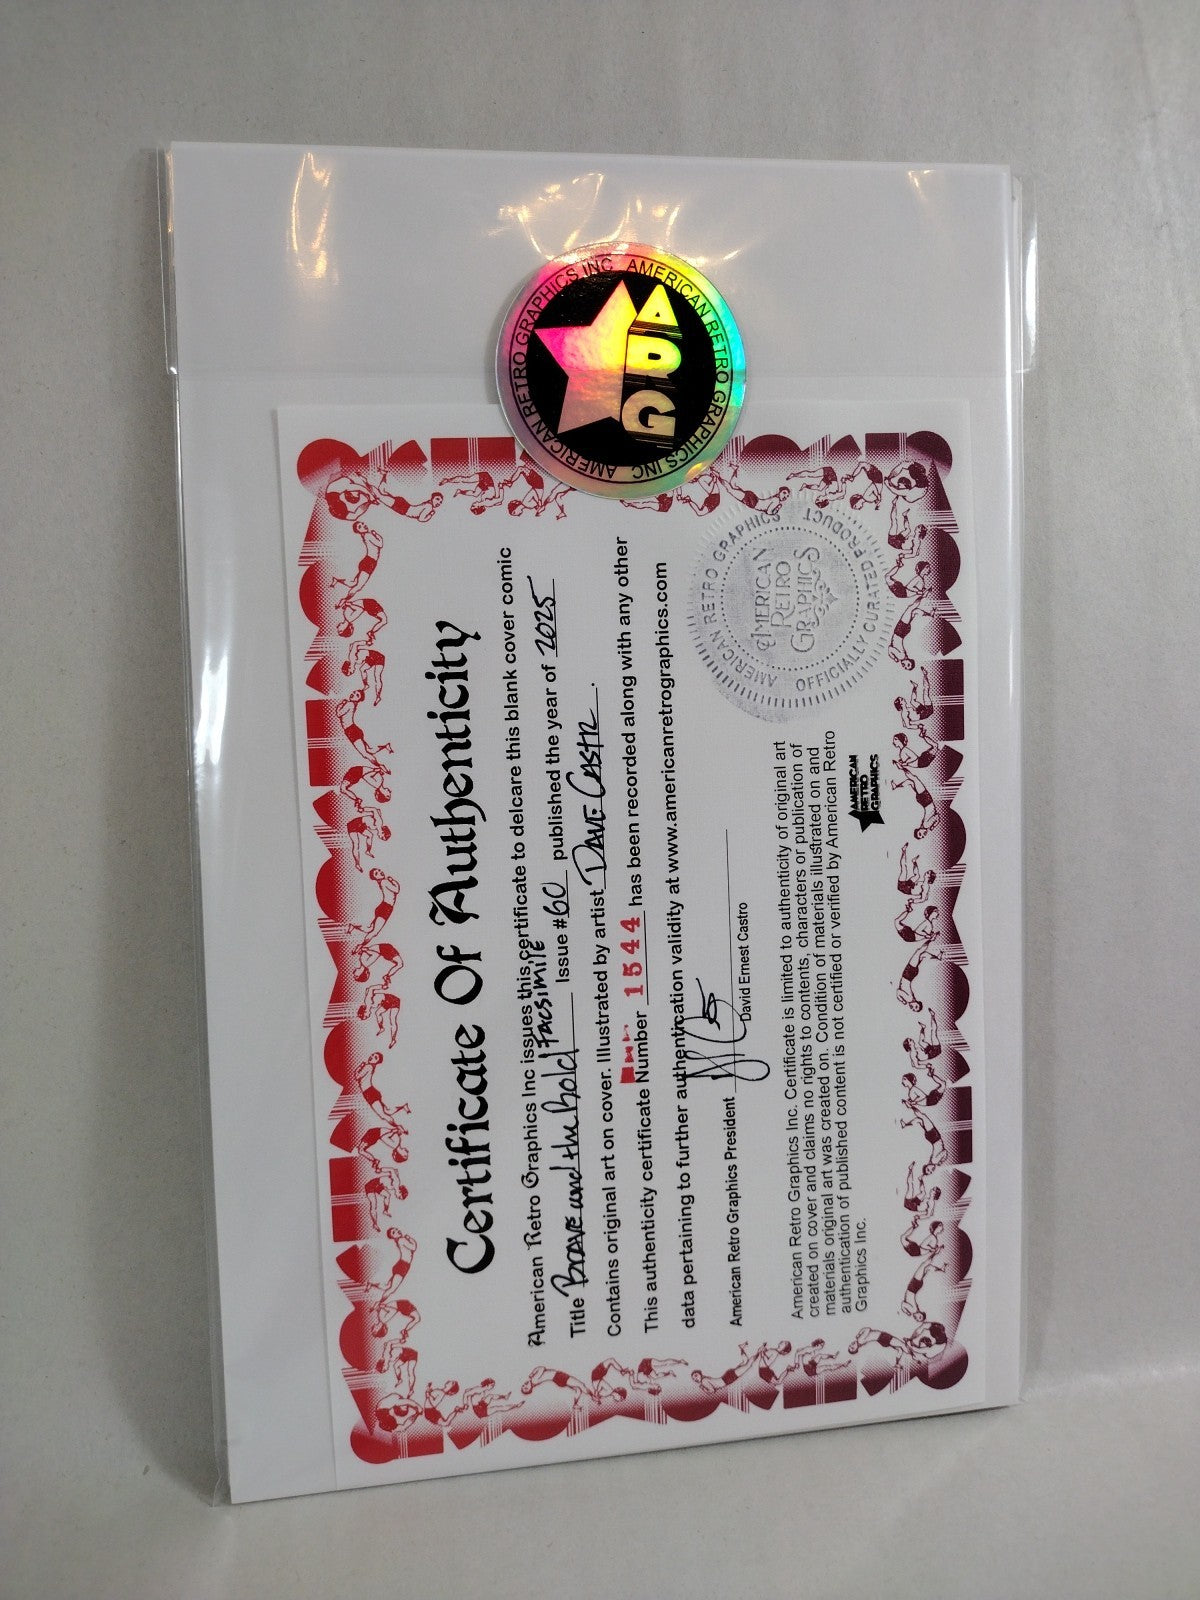 AMERICAN RETRO GRAPHICS INC AMERICAN RETRO GRAPHICS INC
ARG
Certificate Of Authenticity
American Retro Graphics Inc issues this certificate to delcare this blank cover comic
Title Brave and the Bold Facsimile Issue #60 published the year of 2025
Contains original art on cover. Illustrated by artist Dave Castr .
This authenticity certificate Number 1544 has been recorded along with any other
data pertaining to further authentication validity at www.americanretrographics.com
American Retro Graphics President
David Ernest Castro
American Retro Graphics Inc. Certificate is limited to authenticity of original art
created on cover and claims no rights to contents, characters or publication of
materials original art was created on. Condition of materials illustrated on and
authentication of published content is not certified or verified by American Retro
Graphics Inc.
AMERICAN
RETRO
GRAPHICS
AMERICAN RETRO GRAPHICS
AMERICAN
RETRO
GRAPHICS
OFFICIALLY CURATED PRODUCT